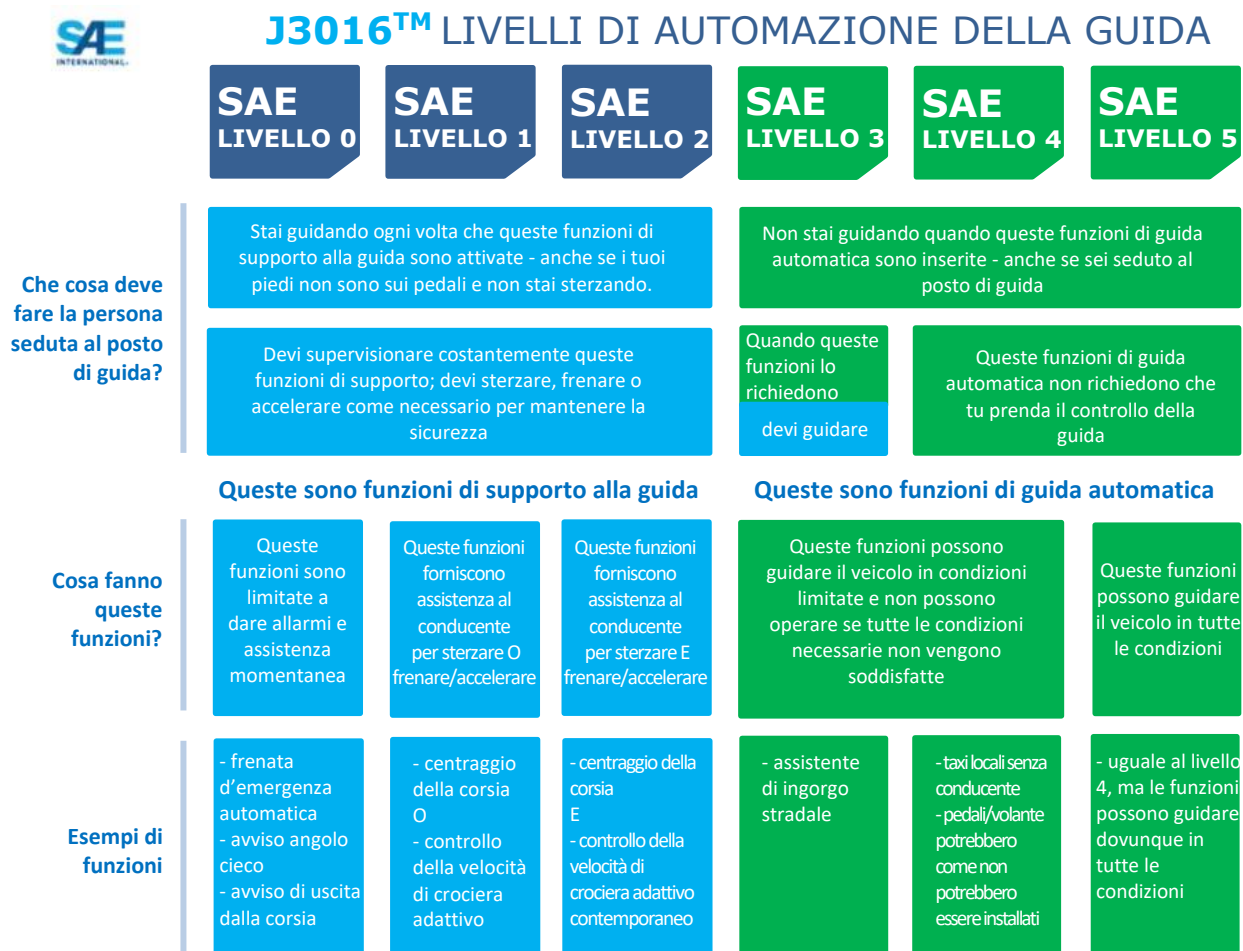 SAE
INTERNATIONAL.
J3016TM LIVELLI DI AUTOMAZIONE DELLA GUIDA
SAE
LIVELLO 0
SAE
LIVELLO 1
SAE
LIVELLO 2
SAE
LIVELLO 3
SAE
LIVELLO 4
SAE
LIVELLO 5
Che cosa deve
fare la persona
seduta al posto
di guida?
Stai guidando ogni volta che queste funzioni di
supporto alla guida sono attivate - anche se i tuoi
piedi non sono sui pedali e non stai sterzando.
Non stai guidando quando queste funzioni di guida
automatica sono inserite - anche se sei seduto al
posto di guida
Devi supervisionare costantemente queste
funzioni di supporto; devi sterzare, frenare o
accelerare come necessario per mantenere la
sicurezza
Quando queste
funzioni lo
richiedono
devi guidare
Queste funzioni di guida
automatica non richiedono che
tu prenda il controllo della
guida
Queste sono funzioni di supporto alla guida
Queste sono funzioni di guida automatica
Cosa fanno
queste
funzioni?
Queste
funzioni sono
limitate a
dare allarmi e
assistenza
momentanea
Queste funzioni
forniscono
assistenza al
conducente
per sterzare O
frenare/accelerare
Queste funzioni
forniscono
assistenza al
conducente
per sterzare E
frenare/accelerare
Queste funzioni possono
guidare il veicolo in condizioni
limitate e non possono
operare se tutte le condizioni
necessarie non vengono
soddisfatte
Queste funzioni
possono guidare
il veicolo in tutte
le condizioni
Esempi di
funzioni
- frenata
d’emergenza
automatica
- avviso angolo
cieco
- avviso di uscita
dalla corsia
- centraggio
della corsia
O
- controllo
della velocità
di crociera
adattivo
- centraggio della
corsia
E
- controllo della
velocità di
crociera adattivo
contemporaneo
- assistente
di ingorgo
stradale
- taxi locali senza
conducente
- pedali/volante
potrebbero
come non
potrebbero
essere installati
- uguale al livello
4, ma le funzioni
possono guidare
dovunque in
tutte le
condizioni